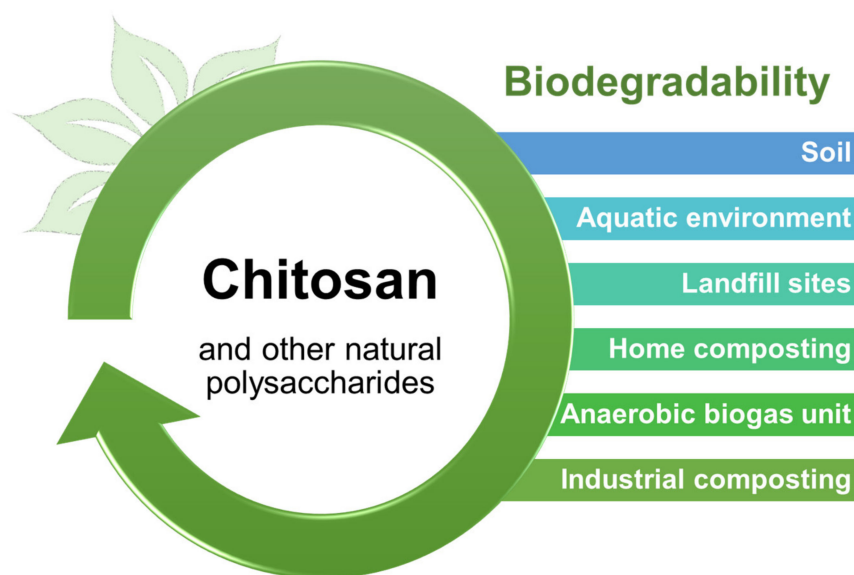 Biodegradability
Soil
Aquatic environment
Landfill sites
Home composting
Anaerobic biogas unit
Industrial composting
Chitosan
and other natural
polysaccharides